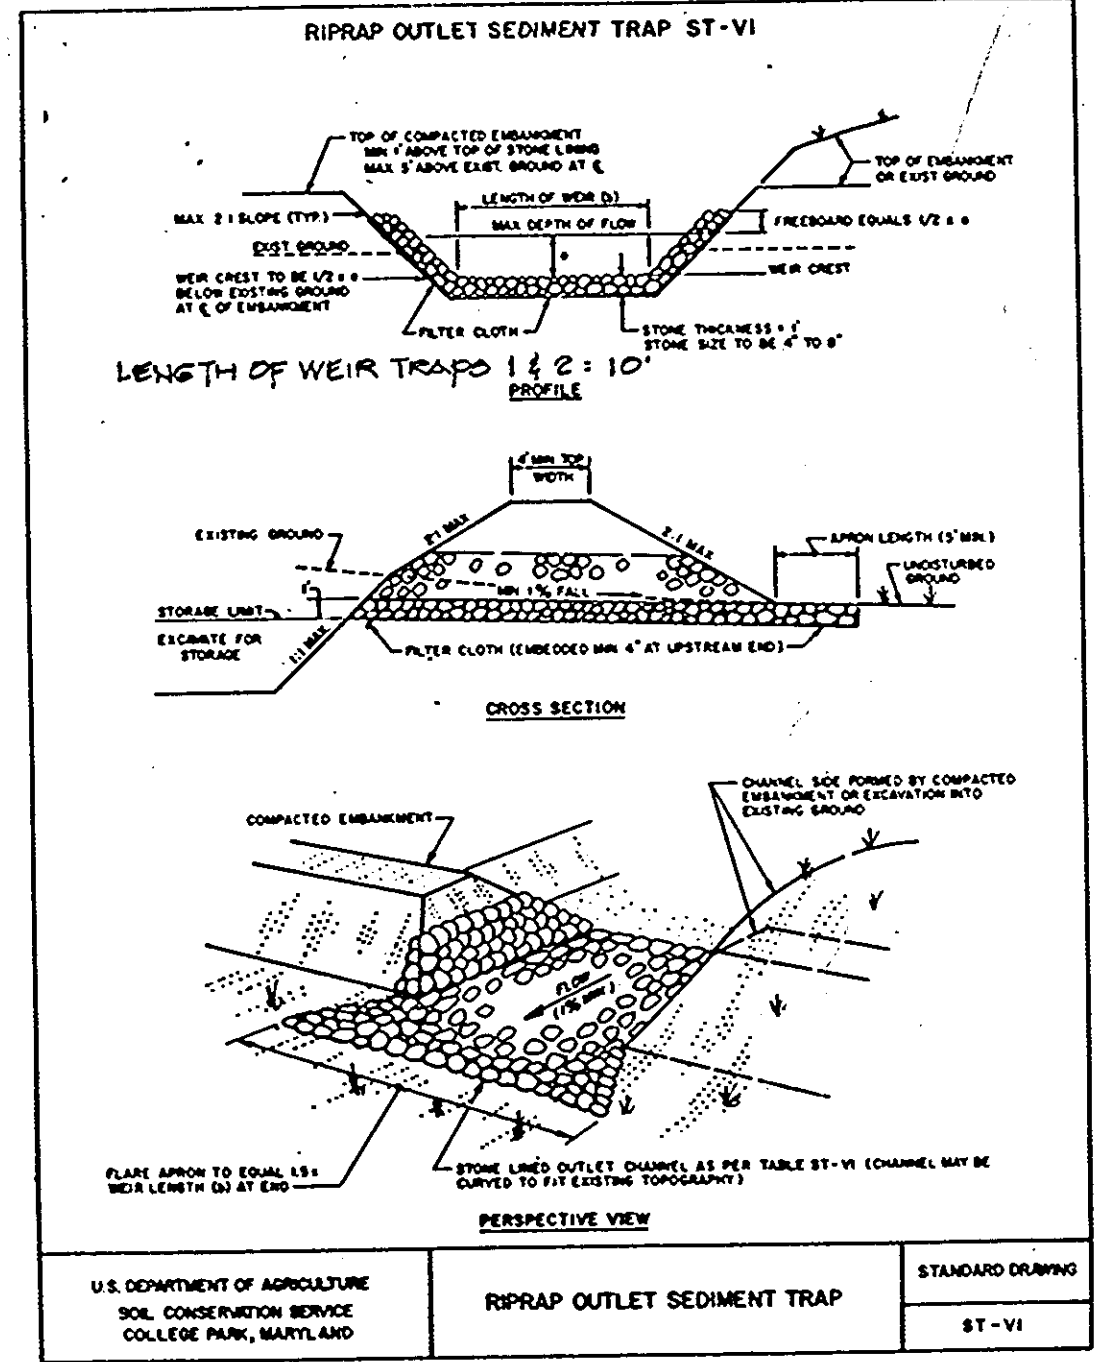 RIPRAP OUTLET SEDIMENT TRAP ST-VI
TOP OF COMPACTED EMBANKMENT
MIN 1' ABOVE TOP OF STONE LINING
MAX 5' ABOVE EXIST. GROUND AT ℄
TOP OF EMBANKMENT
OR EXIST GROUND
LENGTH OF WEIR (b)
MAX 2:1 SLOPE (TYP.)
MAX DEPTH OF FLOW
FREEBOARD EQUALS 1/2 x a
EXIST. GROUND
a
WEIR CREST TO BE 1/2 x a
BELOW EXISTING GROUND
AT ℄ OF EMBANKMENT
WEIR CREST
FILTER CLOTH
STONE THICKNESS = 1'
STONE SIZE TO BE 4" TO 8"
LENGTH OF WEIR TRAPS 1 & 2 : 10'
PROFILE
4' MIN TOP
WIDTH
EXISTING GROUND
2:1 MAX
2:1 MAX
APRON LENGTH (5' MIN.)
UNDISTURBED
GROUND
1'
MIN 1% FALL
STORAGE LIMIT
EXCAVATE FOR
STORAGE
1:1 MAX
FILTER CLOTH (EMBEDDED MIN 4" AT UPSTREAM END)
CROSS SECTION
CHANNEL SIDE FORMED BY COMPACTED
EMBANKMENT OR EXCAVATION INTO
EXISTING GROUND
COMPACTED EMBANKMENT
FLOW
(1% MIN.)
FLARE APRON TO EQUAL 1.5 x
WEIR LENGTH (b) AT END
STONE LINED OUTLET CHANNEL AS PER TABLE ST-VI (CHANNEL MAY BE
CURVED TO FIT EXISTING TOPOGRAPHY)
PERSPECTIVE VIEW
U.S. DEPARTMENT OF AGRICULTURE
SOIL CONSERVATION SERVICE
COLLEGE PARK, MARYLAND
RIPRAP OUTLET SEDIMENT TRAP
STANDARD DRAWING
ST-VI